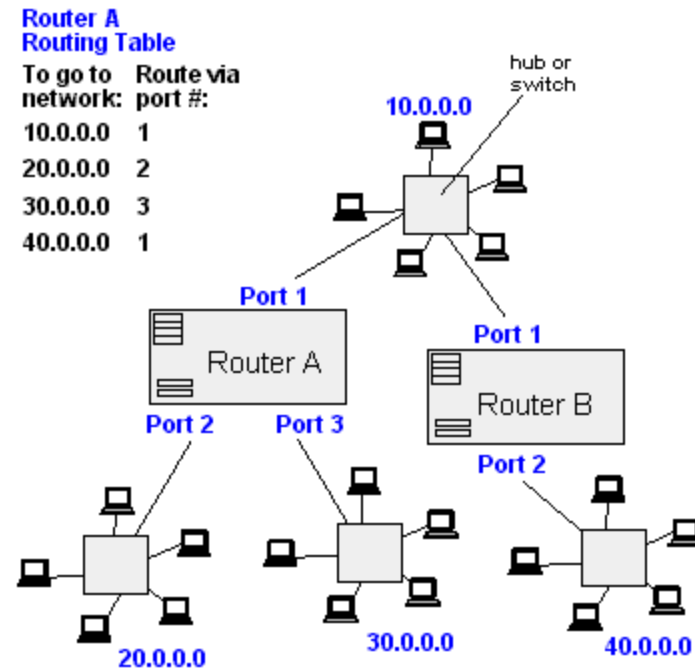 Router A
Routing Table
To go to Route via
network: port #:
10.0.0.0 1
20.0.0.0 2
30.0.0.0 3
40.0.0.0 1
hub or
switch
10.0.0.0
Port 1
Router A
Port 2 Port 3
Port 1
Router B
Port 2
20.0.0.0
30.0.0.0
40.0.0.0